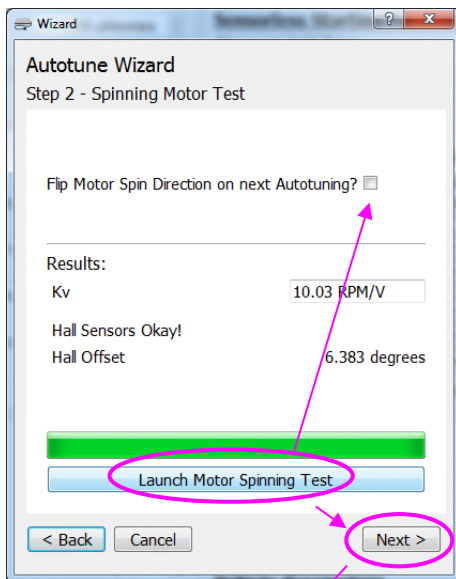 Wizard
Autotune Wizard
Step 2 - Spinning Motor Test
Flip Motor Spin Direction on next Autotuning?
Results:
Kv 10.03 RPM/V
Hall Sensors Okay!
Hall Offset 6.383 degrees
Launch Motor Spinning Test
< Back Cancel Next >